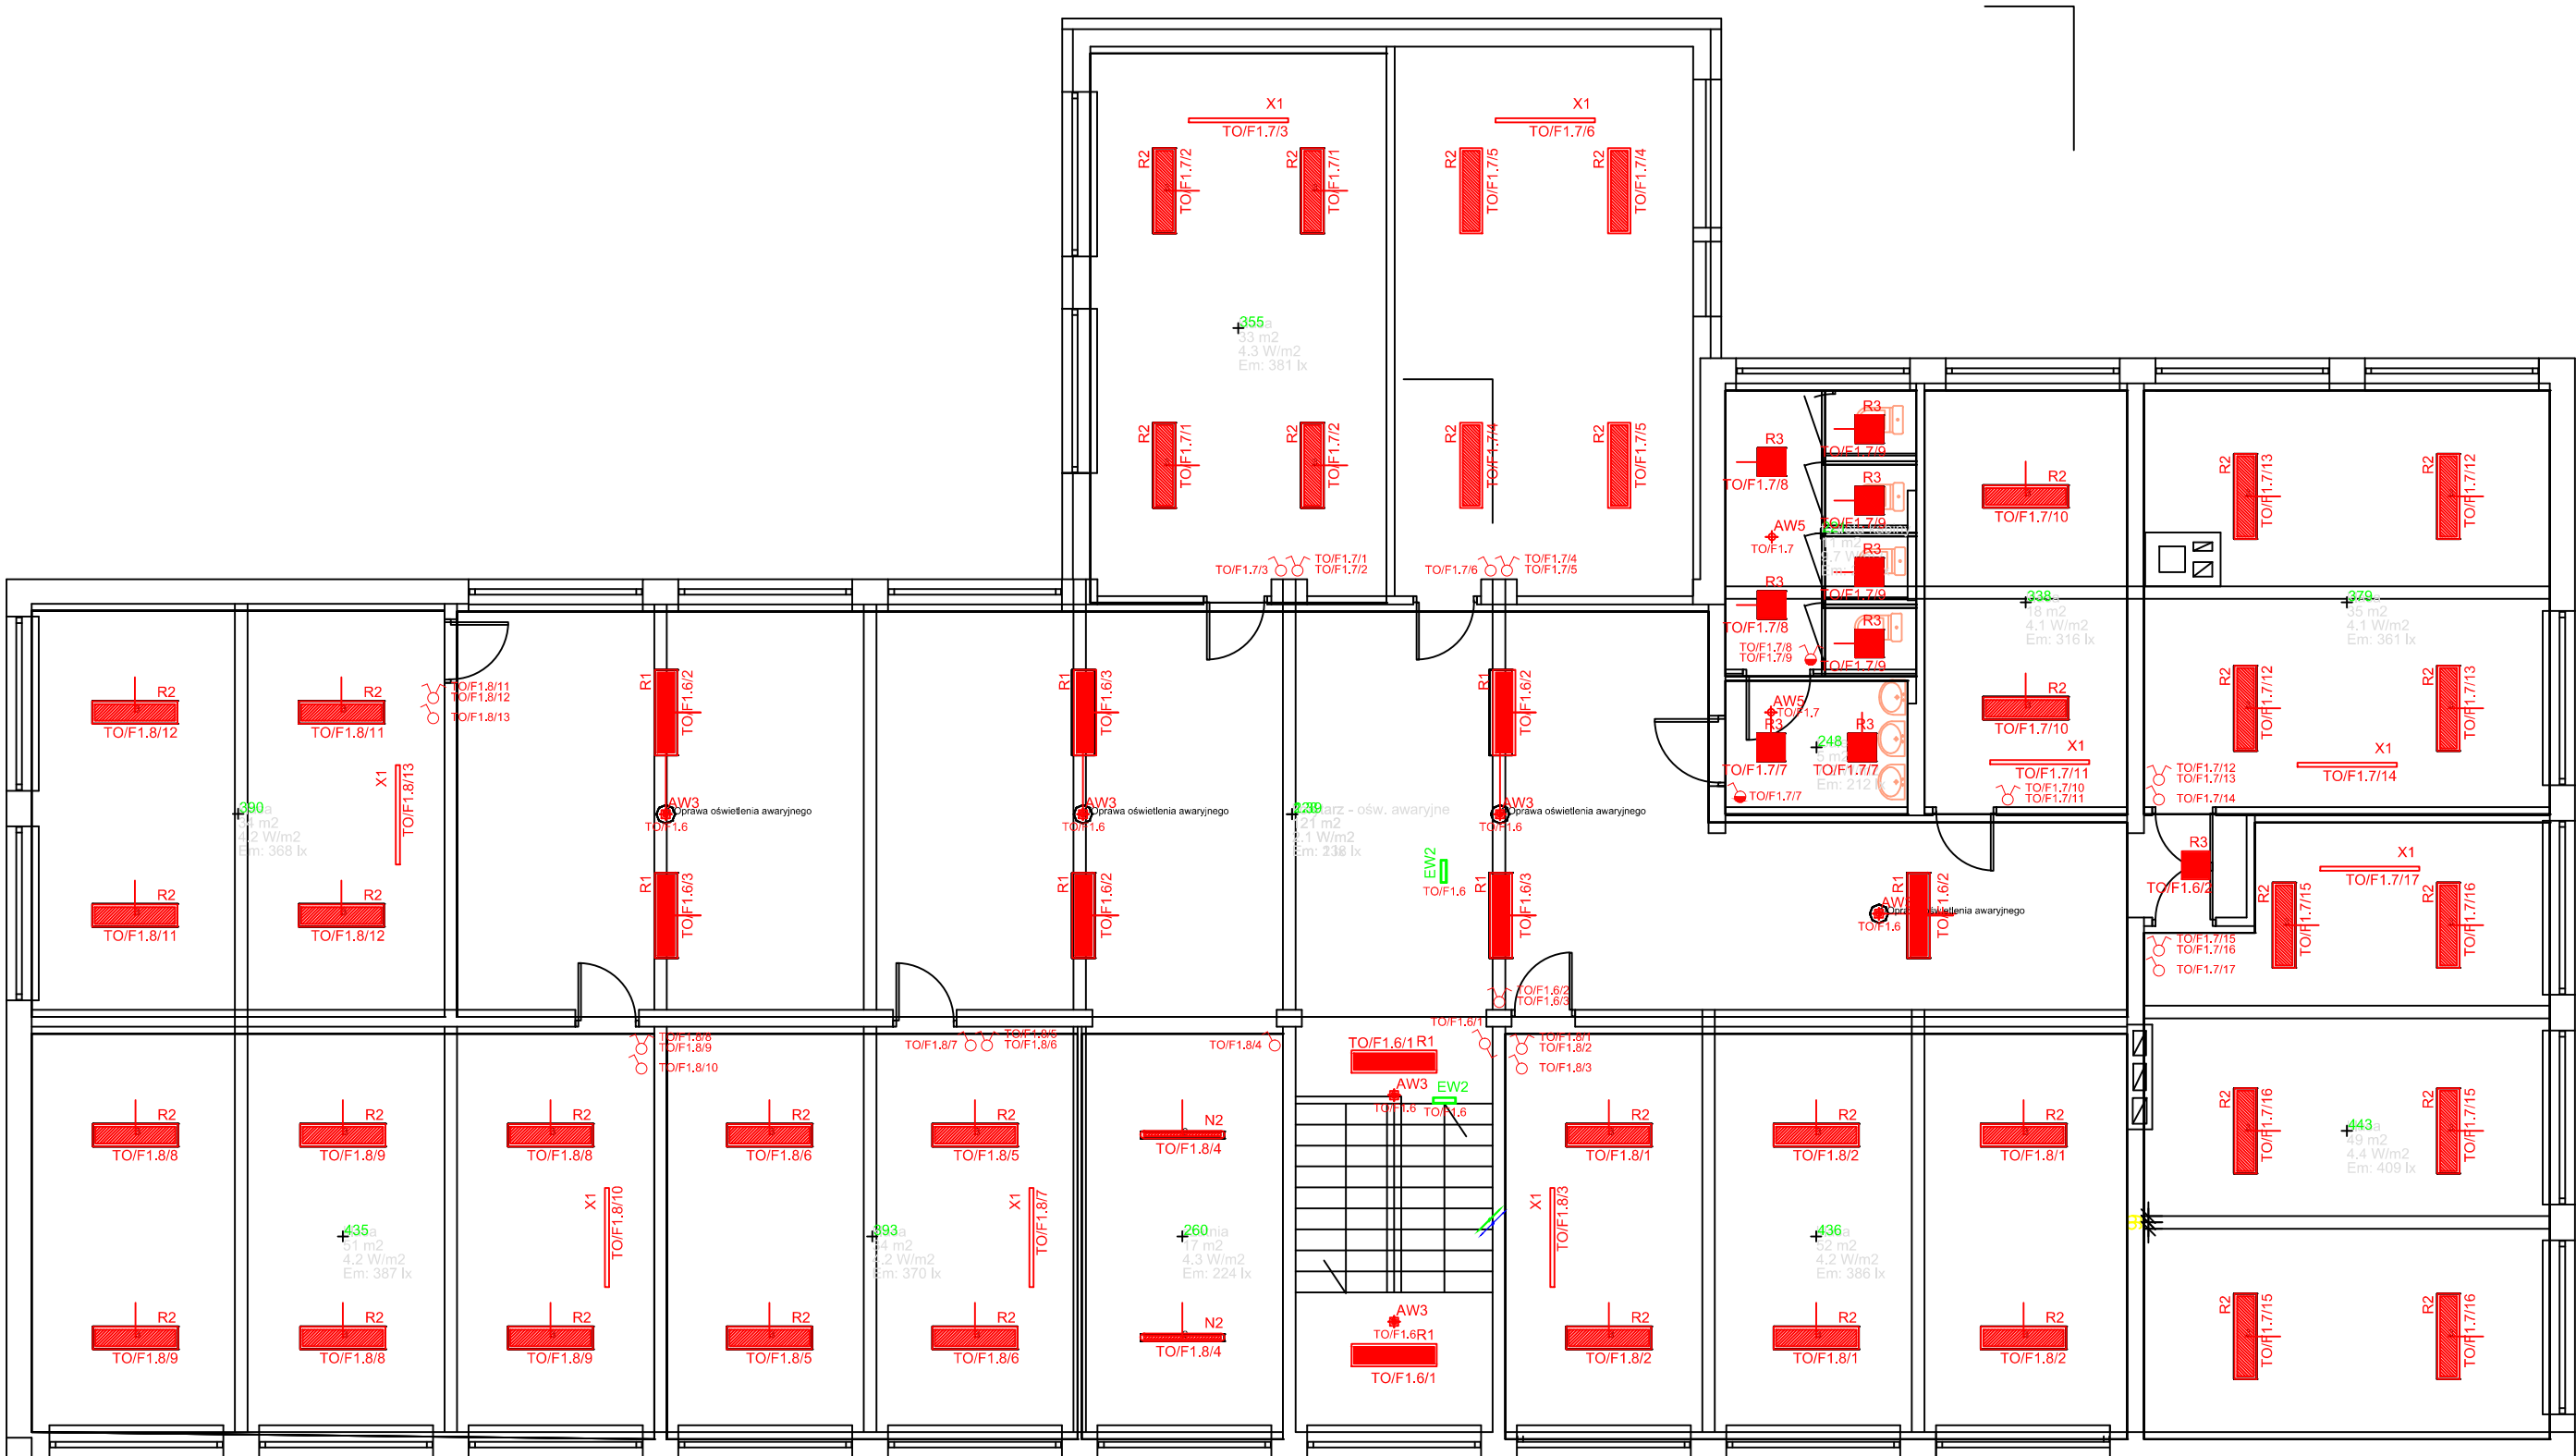 X1
TO/F1.7/3
R2
TO/F1.7/2
R2
TO/F1.7/1
355
33 m2
4.3 W/m2
Em: 381 lx
R2
TO/F1.7/1
R2
TO/F1.7/2
TO/F1.7/3
TO/F1.7/1
TO/F1.7/2
X1
TO/F1.7/6
R2
TO/F1.7/5
R2
TO/F1.7/4
R2
TO/F1.7/4
R2
TO/F1.7/5
TO/F1.7/6
TO/F1.7/4
TO/F1.7/5
R3
TO/F1.7/8
AW5
TO/F1.7
R3
TO/F1.7/8
TO/F1.7/8
TO/F1.7/9
R3
TO/F1.7/9
R3
TO/F1.7/9
R3
TO/F1.7/9
R3
TO/F1.7/9
AW5
TO/F1.7
R3
TO/F1.7/7
R3
TO/F1.7/7
248
5 m2
Em: 212 lx
TO/F1.7/7
R2
TO/F1.7/10
338
18 m2
4.1 W/m2
Em: 316 lx
R2
TO/F1.7/10
X1
TO/F1.7/11
TO/F1.7/10
TO/F1.7/11
R2
TO/F1.7/13
R2
TO/F1.7/12
379
35 m2
4.1 W/m2
Em: 361 lx
R2
TO/F1.7/12
R2
TO/F1.7/13
X1
TO/F1.7/14
TO/F1.7/12
TO/F1.7/13
TO/F1.7/14
R3
TO/F1.6/2
X1
TO/F1.7/17
R2
TO/F1.7/15
R2
TO/F1.7/16
TO/F1.7/15
TO/F1.7/16
TO/F1.7/17
R2
TO/F1.7/16
R2
TO/F1.7/15
443
49 m2
4.4 W/m2
Em: 409 lx
R2
TO/F1.7/15
R2
TO/F1.7/16
R2
TO/F1.8/12
R2
TO/F1.8/11
TO/F1.8/11
TO/F1.8/12
TO/F1.8/13
X1
TO/F1.8/13
390
4.2 W/m2
Em: 368 lx
R2
TO/F1.8/11
R2
TO/F1.8/12
R1
TO/F1.6/2
AW3
Oprawa oświetlenia awaryjnego
TO/F1.6
R1
TO/F1.6/3
R1
TO/F1.6/3
AW3
Oprawa oświetlenia awaryjnego
TO/F1.6
R1
TO/F1.6/2
- ośw. awaryjne
21 m2
EW2
TO/F1.6
R1
TO/F1.6/2
AW3
Oprawa oświetlenia awaryjnego
TO/F1.6
R1
TO/F1.6/3
R1
TO/F1.6/2
TO/F1.6
TO/F1.6/2
TO/F1.6/3
TO/F1.8/8
TO/F1.8/9
TO/F1.8/10
R2
TO/F1.8/8
R2
TO/F1.8/9
R2
TO/F1.8/8
X1
TO/F1.8/10
435
51 m2
4.2 W/m2
Em: 387 lx
R2
TO/F1.8/9
R2
TO/F1.8/8
R2
TO/F1.8/9
TO/F1.8/7
TO/F1.8/5
TO/F1.8/6
R2
TO/F1.8/6
R2
TO/F1.8/5
X1
TO/F1.8/7
393
Em: 370 lx
R2
TO/F1.8/5
R2
TO/F1.8/6
TO/F1.8/4
N2
TO/F1.8/4
260
17 m2
4.3 W/m2
Em: 224 lx
N2
TO/F1.8/4
TO/F1.6/1
TO/F1.6/1 R1
AW3
TO/F1.6
EW2
TO/F1.6
AW3
TO/F1.6
R1
TO/F1.6/1
TO/F1.8/1
TO/F1.8/2
TO/F1.8/3
R2
TO/F1.8/1
R2
TO/F1.8/2
R2
TO/F1.8/1
X1
TO/F1.8/3
436
52 m2
4.2 W/m2
Em: 386 lx
R2
TO/F1.8/2
R2
TO/F1.8/1
R2
TO/F1.8/2